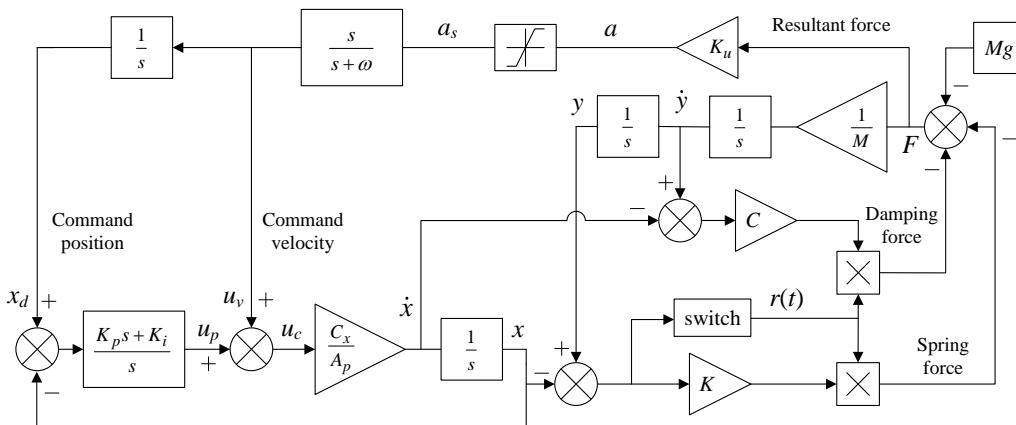 1/s
s/(s + ω)
a_s
a
K_u
Resultant force
Mg
−
y
ẏ
1/s
1/s
1/M
F
−
−
+
−
C
Damping force
×
Command position
Command velocity
x_d
+
u_v
+
ẋ
x
switch
r(t)
(K_p s + K_i)/s
u_p
+
u_c
C_x/A_p
1/s
+
−
K
×
Spring force
−